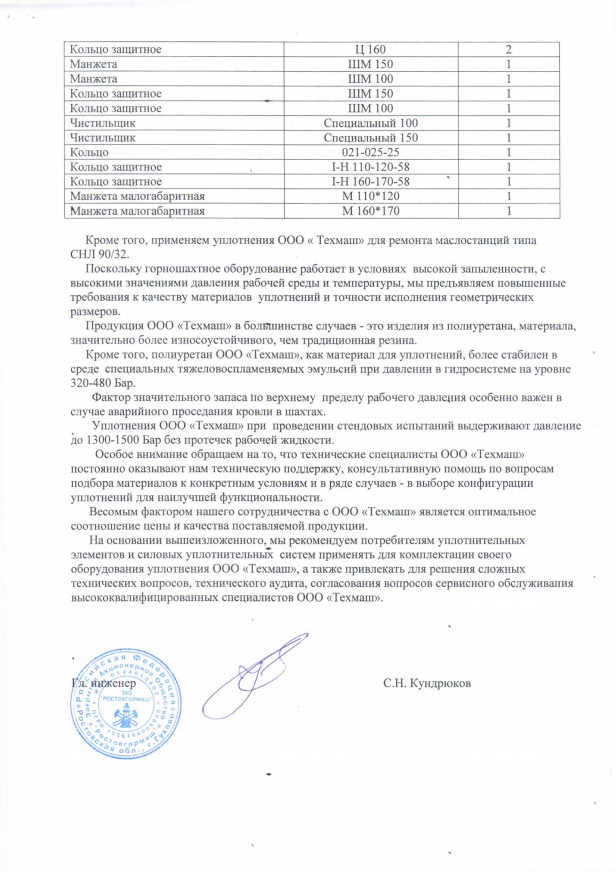 Кольцо защитное Ц 160 2
Манжета ШМ 150 1
Манжета ШМ 100 1
Кольцо защитное ШМ 150 1
Кольцо защитное ШМ 100 1
Чистильщик Специальный 100 1
Чистильщик Специальный 150 1
Кольцо 021-025-25 1
Кольцо защитное I-Н 110-120-58 1
Кольцо защитное I-Н 160-170-58 1
Манжета малогабаритная М 110*120 1
Манжета малогабаритная М 160*170 1
Кроме того, применяем уплотнения ООО « Техмаш» для ремонта маслостанций типа
СНЛ 90/32.
Поскольку горношахтное оборудование работает в условиях высокой запыленности, с
высокими значениями давления рабочей среды и температуры, мы предъявляем повышенные
требования к качеству материалов уплотнений и точности исполнения геометрических
размеров.
Продукция ООО «Техмаш» в большинстве случаев - это изделия из полиуретана, материала,
значительно более износоустойчивого, чем традиционная резина.
Кроме того, полиуретан ООО «Техмаш», как материал для уплотнений, более стабилен в
среде специальных тяжеловоспламеняемых эмульсий при давлении в гидросистеме на уровне
320-480 Бар.
Фактор значительного запаса по верхнему пределу рабочего давления особенно важен в
случае аварийного проседания кровли в шахтах.
Уплотнения ООО «Техмаш» при проведении стендовых испытаний выдерживают давление
до 1300-1500 Бар без протечек рабочей жидкости.
Особое внимание обращаем на то, что технические специалисты ООО «Техмаш»
постоянно оказывают нам техническую поддержку, консультативную помощь по вопросам
подбора материалов к конкретным условиям и в ряде случаев - в выборе конфигурации
уплотнений для наилучшей функциональности.
Весомым фактором нашего сотрудничества с ООО «Техмаш» является оптимальное
соотношение цены и качества поставляемой продукции.
На основании вышеизложенного, мы рекомендуем потребителям уплотнительных
элементов и силовых уплотнительных систем применять для комплектации своего
оборудования уплотнения ООО «Техмаш», а также привлекать для решения сложных
технических вопросов, технического аудита, согласования вопросов сервисного обслуживания
высококвалифицированных специалистов ООО «Техмаш».
Гл. инженер С.Н. Кундрюков
Российская Федерация
Ростовская обл., г.Гуково
Закрытое Акционерное Общество
"Ростовгормаш"
ЗАО
"РОСТОВГОРМАШ"